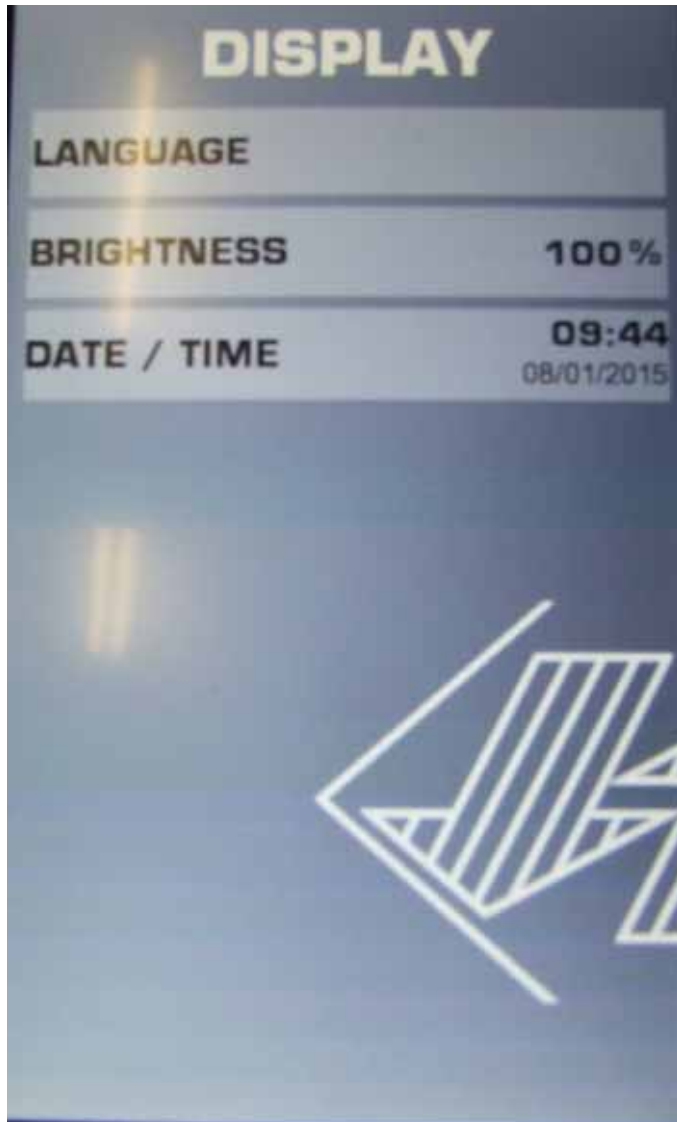 DISPLAY
LANGUAGE
BRIGHTNESS 100%
DATE / TIME 09:44
08/01/2015